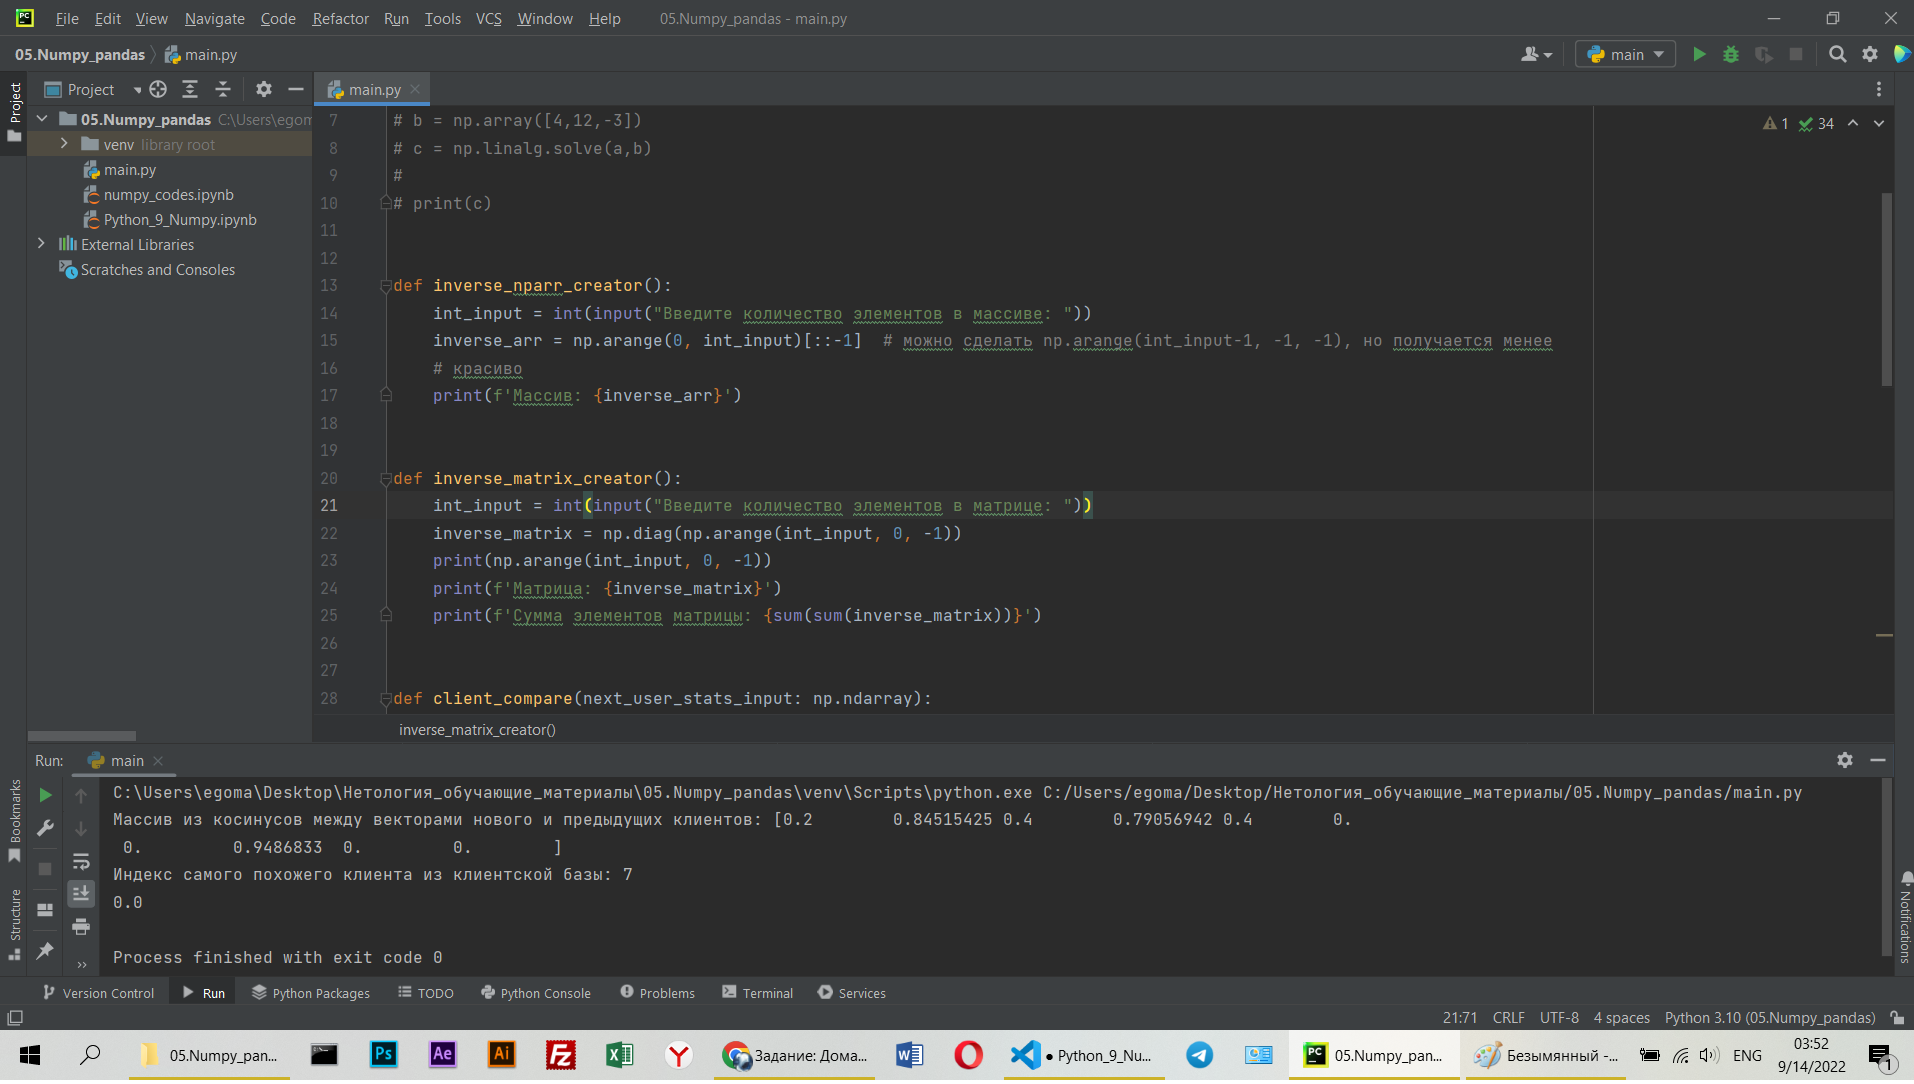 File Edit View Navigate Code Refactor Run Tools VCS Window Help 05.Numpy_pandas - main.py
05.Numpy_pandas main.py main
Project main.py
Project
05.Numpy_pandas C:\Users\egom
venv library root
main.py
numpy_codes.ipynb
Python_9_Numpy.ipynb
External Libraries
Scratches and Consoles
1 34
7 # b = np.array([4,12,-3])
8 # c = np.linalg.solve(a,b)
9 #
10 # print(c)
11
12
13 def inverse_nparr_creator():
14 int_input = int(input("Введите количество элементов в массиве: "))
15 inverse_arr = np.arange(0, int_input)[::-1] # можно сделать np.arange(int_input-1, -1, -1), но получается менее
16 # красиво
17 print(f'Массив: {inverse_arr}')
18
19
20 def inverse_matrix_creator():
21 int_input = int(input("Введите количество элементов в матрице: "))
22 inverse_matrix = np.diag(np.arange(int_input, 0, -1))
23 print(np.arange(int_input, 0, -1))
24 print(f'Матрица: {inverse_matrix}')
25 print(f'Сумма элементов матрицы: {sum(sum(inverse_matrix))}')
26
27
28 def client_compare(next_user_stats_input: np.ndarray):
inverse_matrix_creator()
Run: main
C:\Users\egoma\Desktop\Нетология_обучающие_материалы\05.Numpy_pandas\venv\Scripts\python.exe C:/Users/egoma/Desktop/Нетология_обучающие_материалы/05.Numpy_pandas/main.py
Массив из косинусов между векторами нового и предыдущих клиентов: [0.2 0.84515425 0.4 0.79056942 0.4 0.
0. 0.9486833 0. 0. ]
Индекс самого похожего клиента из клиентской базы: 7
0.0
Process finished with exit code 0
Bookmarks
Structure
Notifications
Version Control Run Python Packages TODO Python Console Problems Terminal Services
21:71 CRLF UTF-8 4 spaces Python 3.10 (05.Numpy_pandas)
05.Numpy_pan... Ps Ae Ai Fz Задание: Дома... Python_9_Nu... 05.Numpy_pan... Безымянный -... ENG 03:52
9/14/2022
1